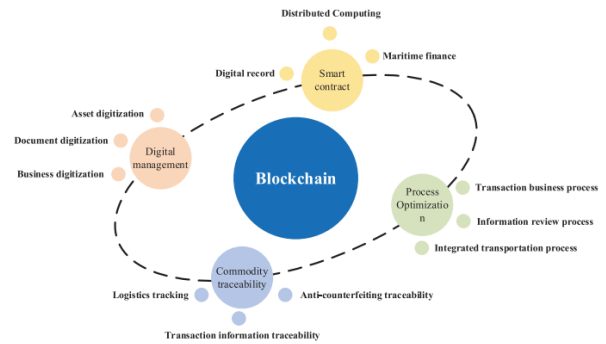 Distributed Computing
Maritime finance
Digital record
Smart
contract
Asset digitization
Document digitization
Business digitization
Digital
management
Blockchain
Process
Optimizatio
n
Transaction business process
Information review process
Integrated transportation process
Commodity
traceability
Logistics tracking
Anti-counterfeiting traceability
Transaction information traceability